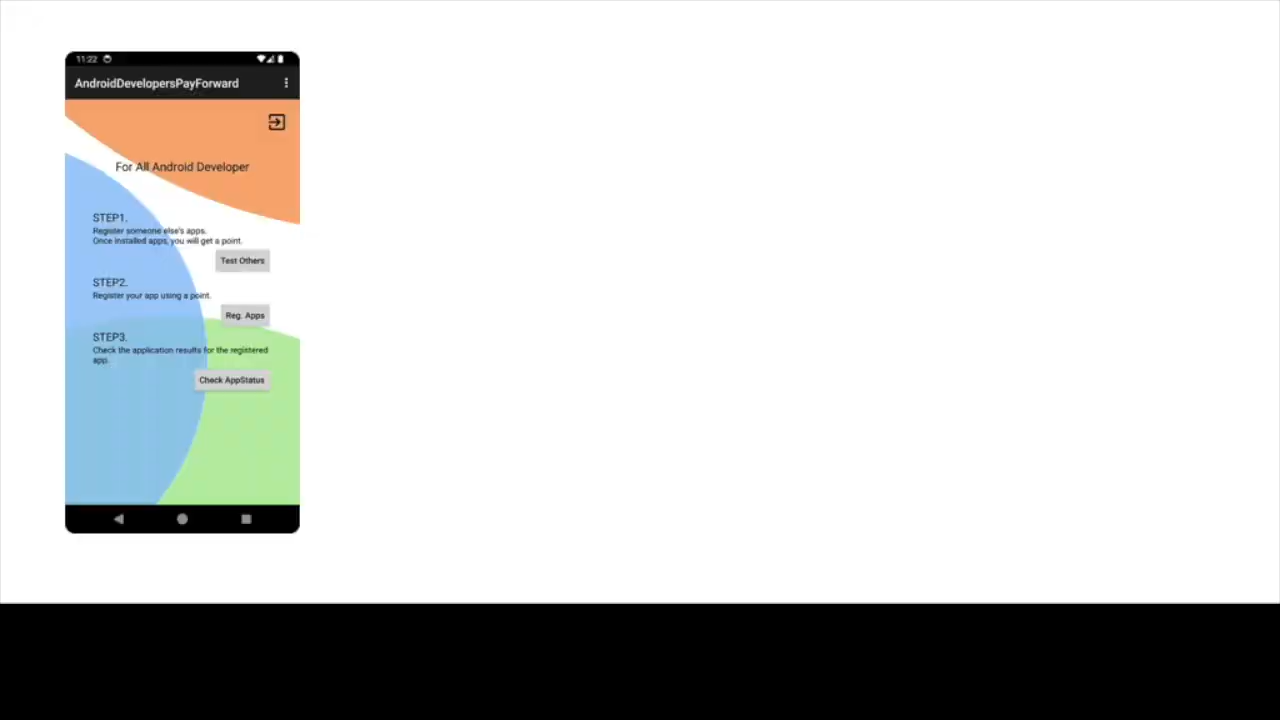 11:22
AndroidDevelopersPayForward
For All Android Developer
STEP1.
Register someone else's apps.
Once installed apps, you will get a point.
Test Others
STEP2.
Register your app using a point.
Reg. Apps
STEP3.
Check the application results for the registered
app.
Check AppStatus